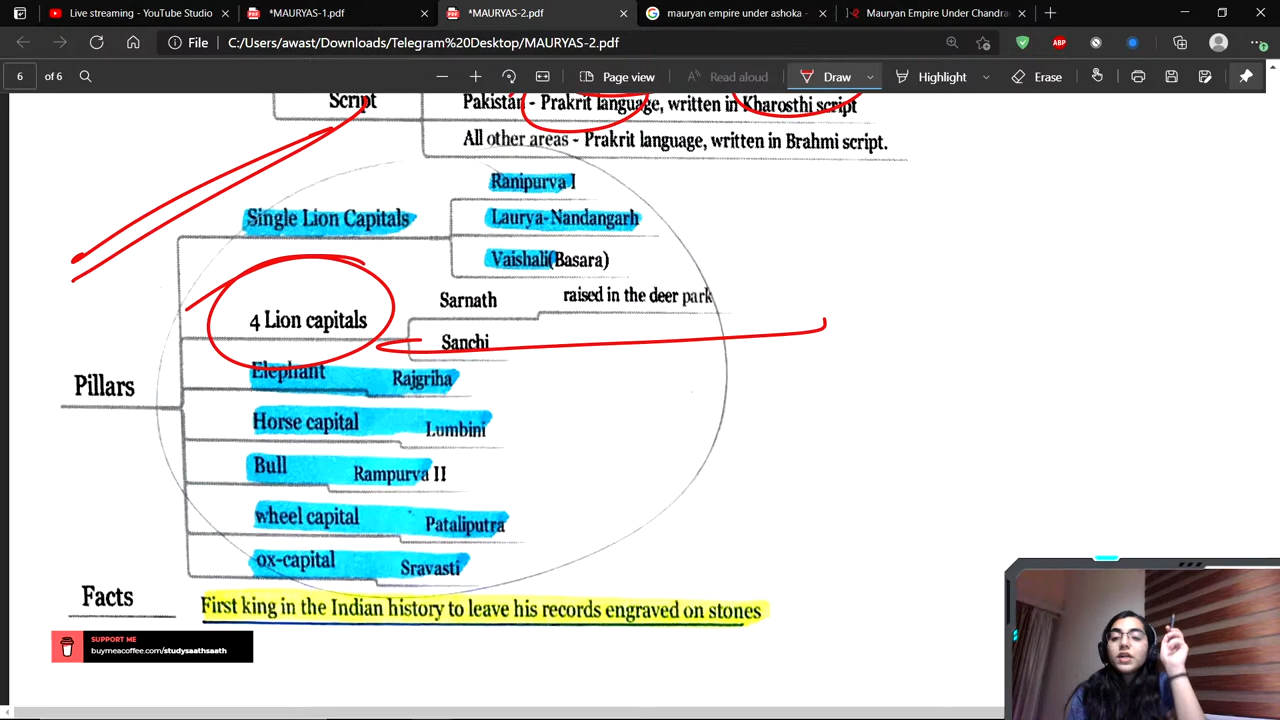 Live streaming - YouTube Studio
*MAURYAS-1.pdf
*MAURYAS-2.pdf
mauryan empire under ashoka -
Mauryan Empire Under Chandra
File
C:/Users/awast/Downloads/Telegram%20Desktop/MAURYAS-2.pdf
ABP
6 of 6
Page view
Read aloud
Draw
Highlight
Erase
Script
Pakistan - Prakrit language, written in Kharosthi script
All other areas - Prakrit language, written in Brahmi script.
Pillars
Single Lion Capitals
Ranipurva I
Laurya-Nandangarh
Vaishali(Basara)
4 Lion capitals
Sarnath
raised in the deer park
Sanchi
Elephant
Rajgriha
Horse capital
Lumbini
Bull
Rampurva II
wheel capital
Pataliputra
ox-capital
Sravasti
Facts
First king in the Indian history to leave his records engraved on stones
SUPPORT ME
buymeacoffee.com/studysaathsaath